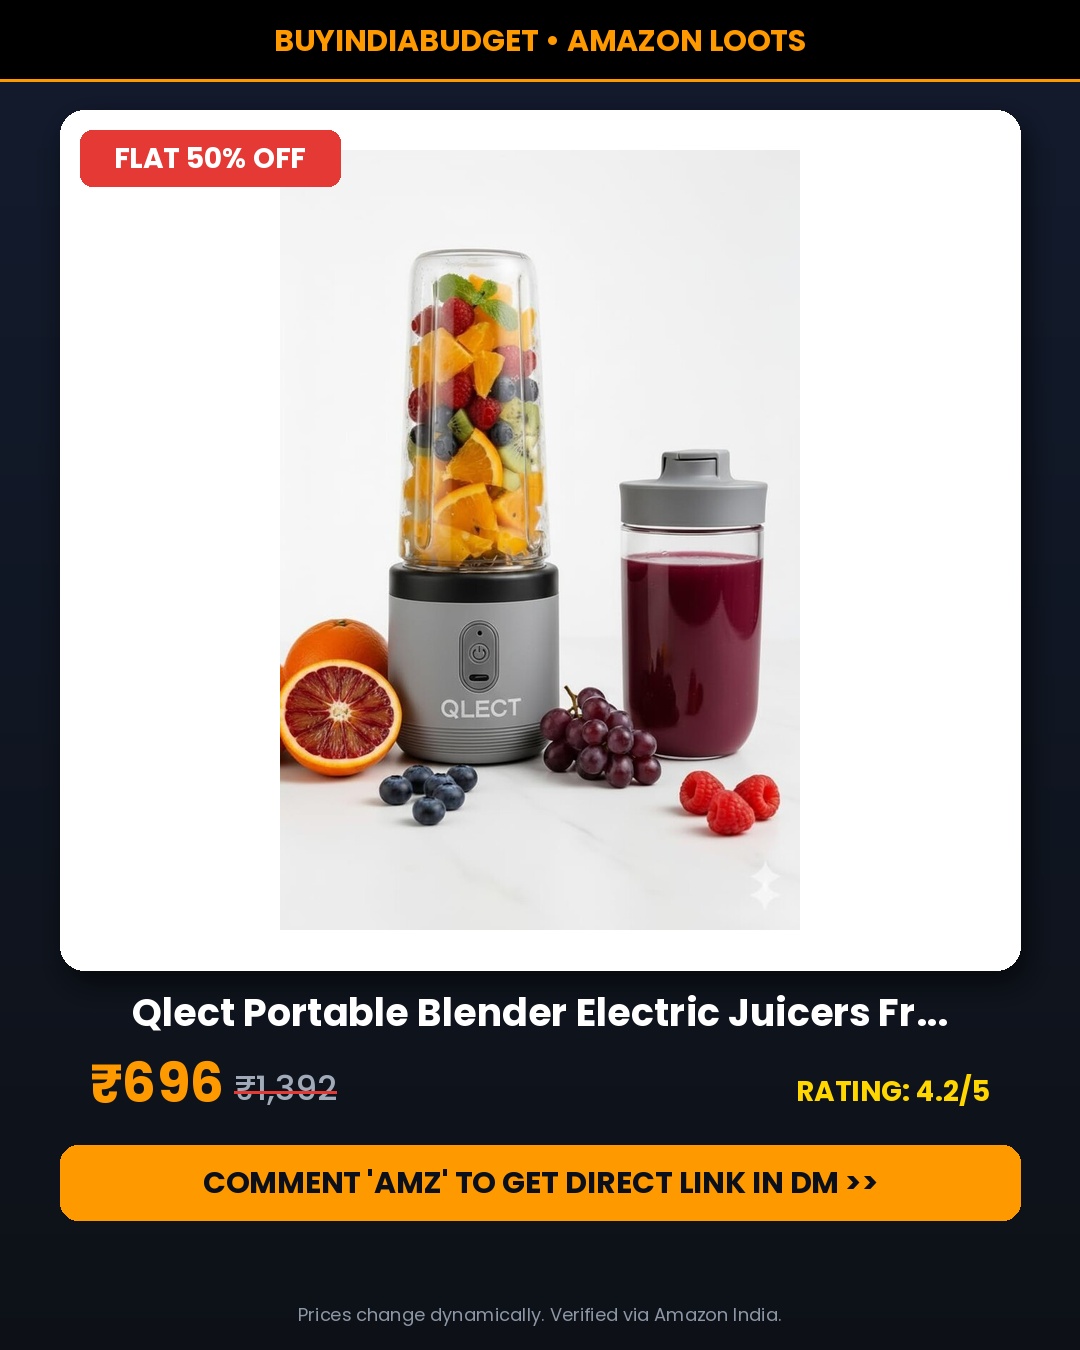 BUYINDIABUDGET • AMAZON LOOTS
FLAT 50% OFF
QLECT
Qlect Portable Blender Electric Juicers Fr...
₹696 ₹1,392
RATING: 4.2/5
COMMENT 'AMZ' TO GET DIRECT LINK IN DM >>
Prices change dynamically. Verified via Amazon India.